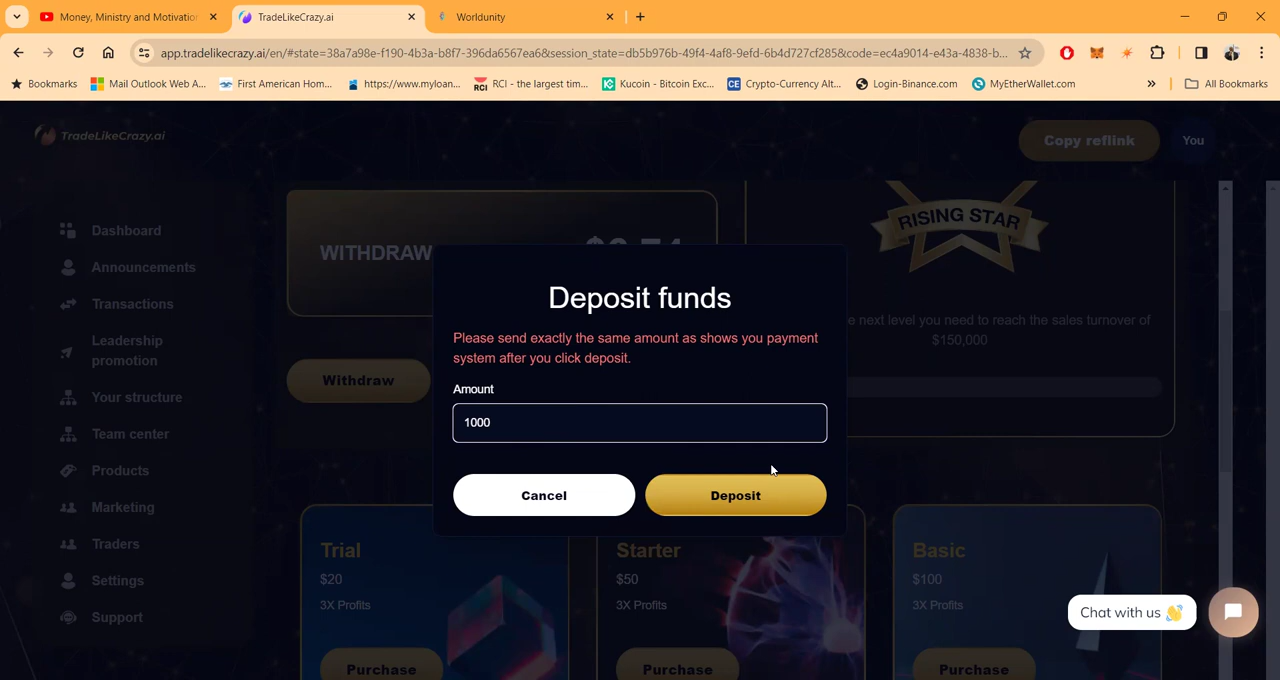 Money, Ministry and Motivation
TradeLikeCrazy.ai
Worldunity
app.tradelikecrazy.ai/en/#state=38a7a98e-f190-4b3a-b8f7-396da6567ea6&session_state=db5b976b-49f4-4af8-9efd-6b4d727cf285&code=ec4a9014-e43a-4838-b...
Bookmarks
Mail Outlook Web A...
First American Hom...
https://www.myloan...
RCI - the largest tim...
Kucoin - Bitcoin Exc...
Crypto-Currency Alt...
Login-Binance.com
MyEtherWallet.com
»
All Bookmarks
TradeLikeCrazy.ai
Copy reflink
You
Dashboard
Announcements
Transactions
Leadership
promotion
Your structure
Team center
Products
Marketing
Traders
Settings
Support
WITHDRAW
RISING STAR
e next level you need to reach the sales turnover of
$150,000
Withdraw
Deposit funds
Please send exactly the same amount as shows you payment
system after you click deposit.
Amount
1000
Cancel
Deposit
Trial
$20
3X Profits
Purchase
Starter
$50
3X Profits
Purchase
Basic
$100
3X Profits
Purchase
Chat with us 👋